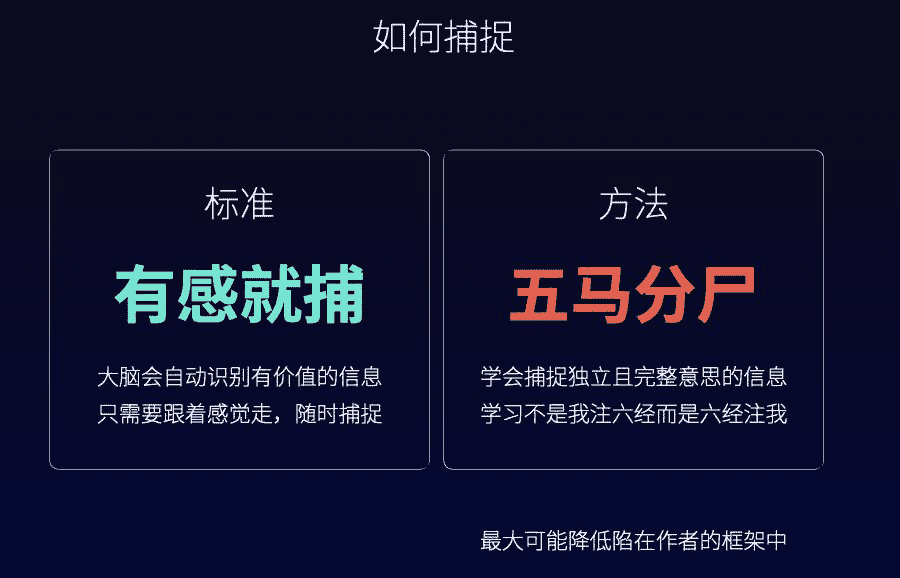 如何捕捉
标准
有感就捕
大脑会自动识别有价值的信息
只需要跟着感觉走，随时捕捉
方法
五马分尸
学会捕捉独立且完整意思的信息
学习不是我注六经而是六经注我
最大可能降低陷在作者的框架中